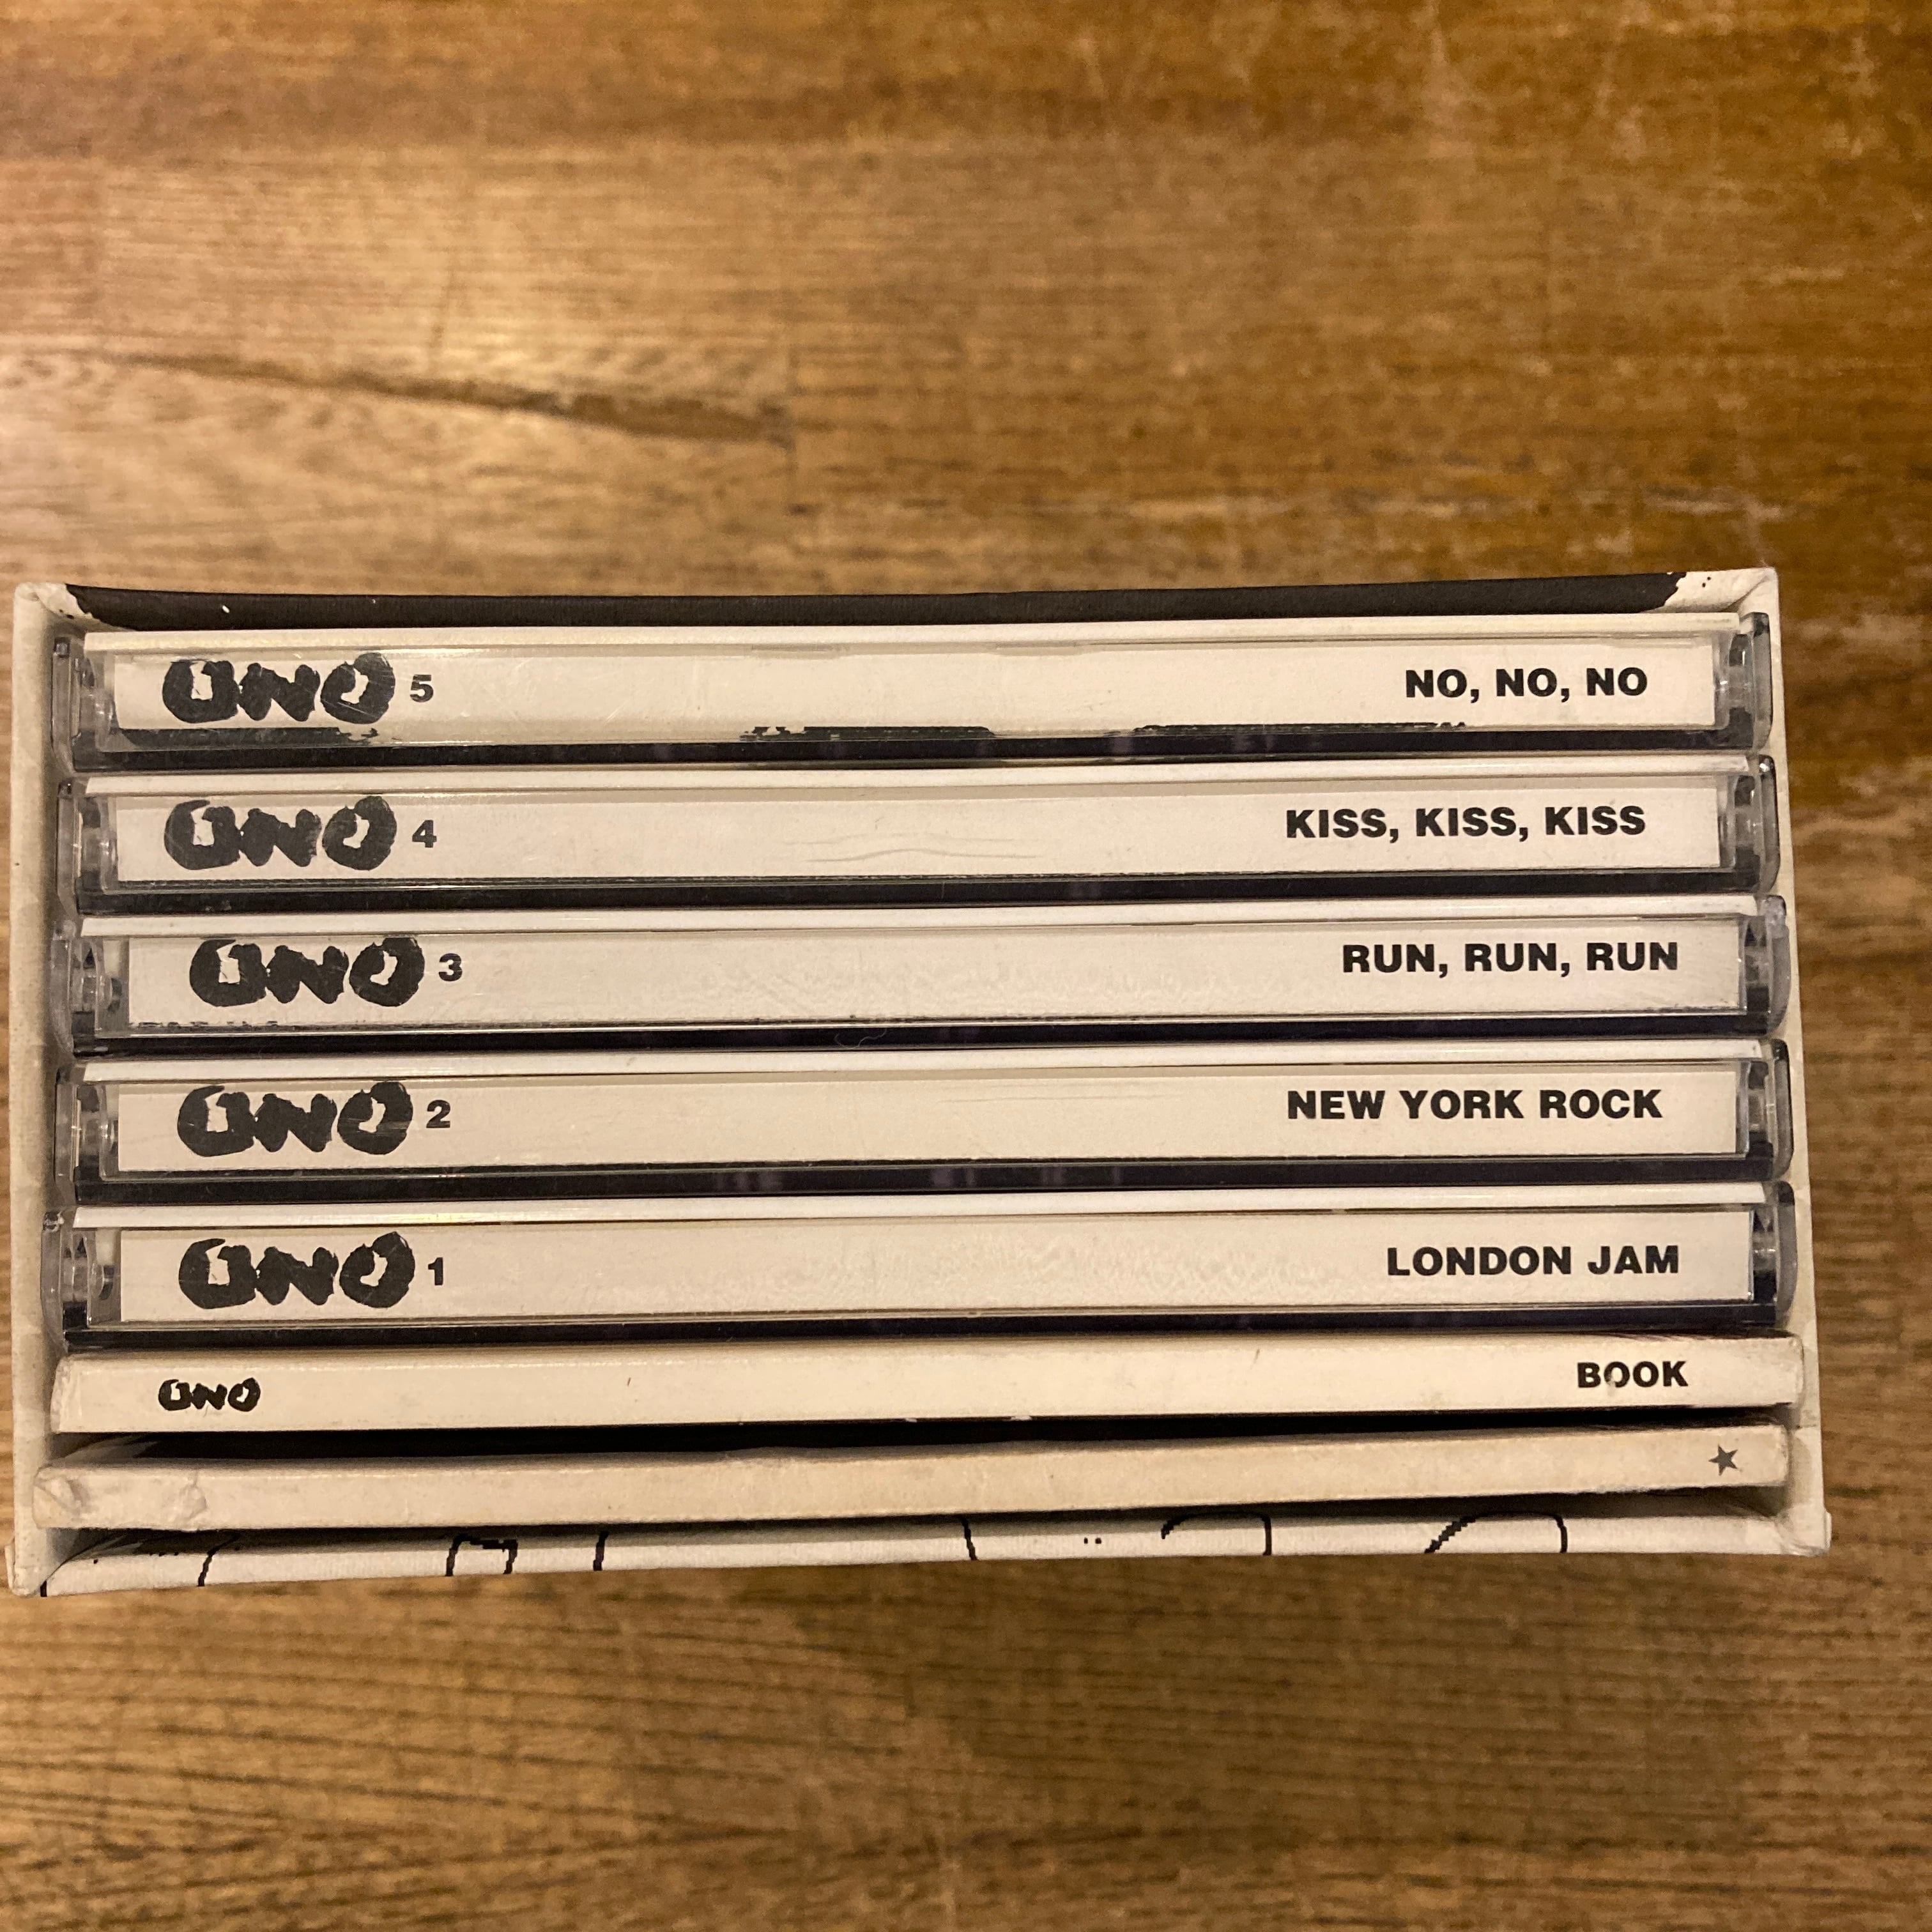 ONO 5 NO, NO, NO
ONO 4 KISS, KISS, KISS
ONO 3 RUN, RUN, RUN
ONO 2 NEW YORK ROCK
ONO 1 LONDON JAM
ONO BOOK